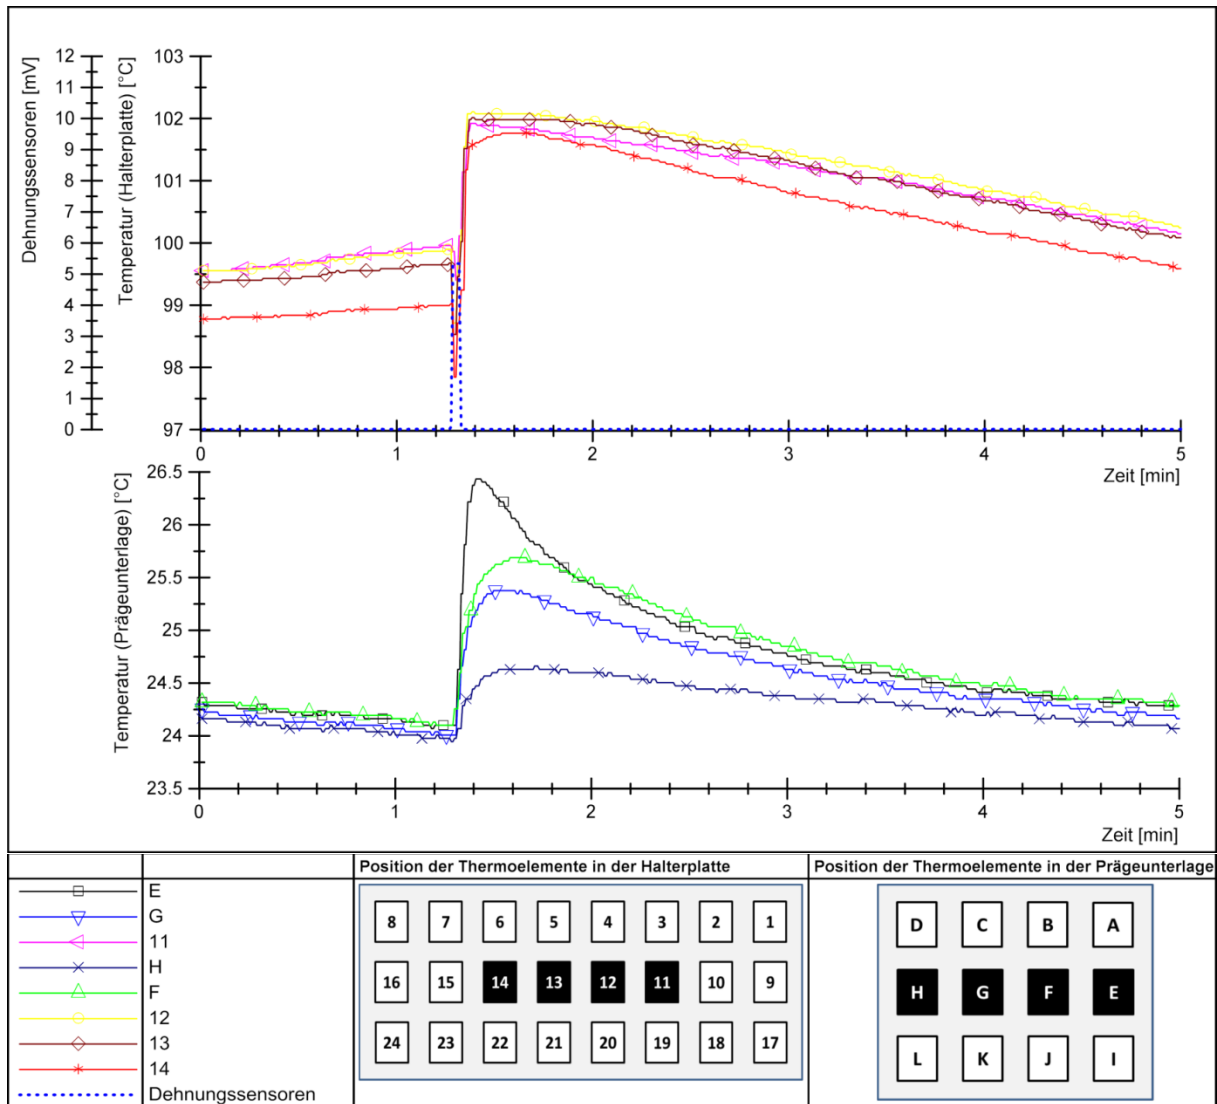 Dehnungssensoren [mV]
12
11
10
9
8
7
6
5
4
3
2
1
0
Temperatur (Halterplatte) [°C]
103
102
101
100
99
98
97
0 1 2 3 4 5
Zeit [min]
Temperatur (Prägeunterlage) [°C]
26.5
26
25.5
25
24.5
24
23.5
0 1 2 3 4 5
Zeit [min]
E
G
11
H
F
12
13
14
Dehnungssensoren
Position der Thermoelemente in der Halterplatte
8 7 6 5 4 3 2 1
16 15 14 13 12 11 10 9
24 23 22 21 20 19 18 17
Position der Thermoelemente in der Prägeunterlage
D C B A
H G F E
L K J I